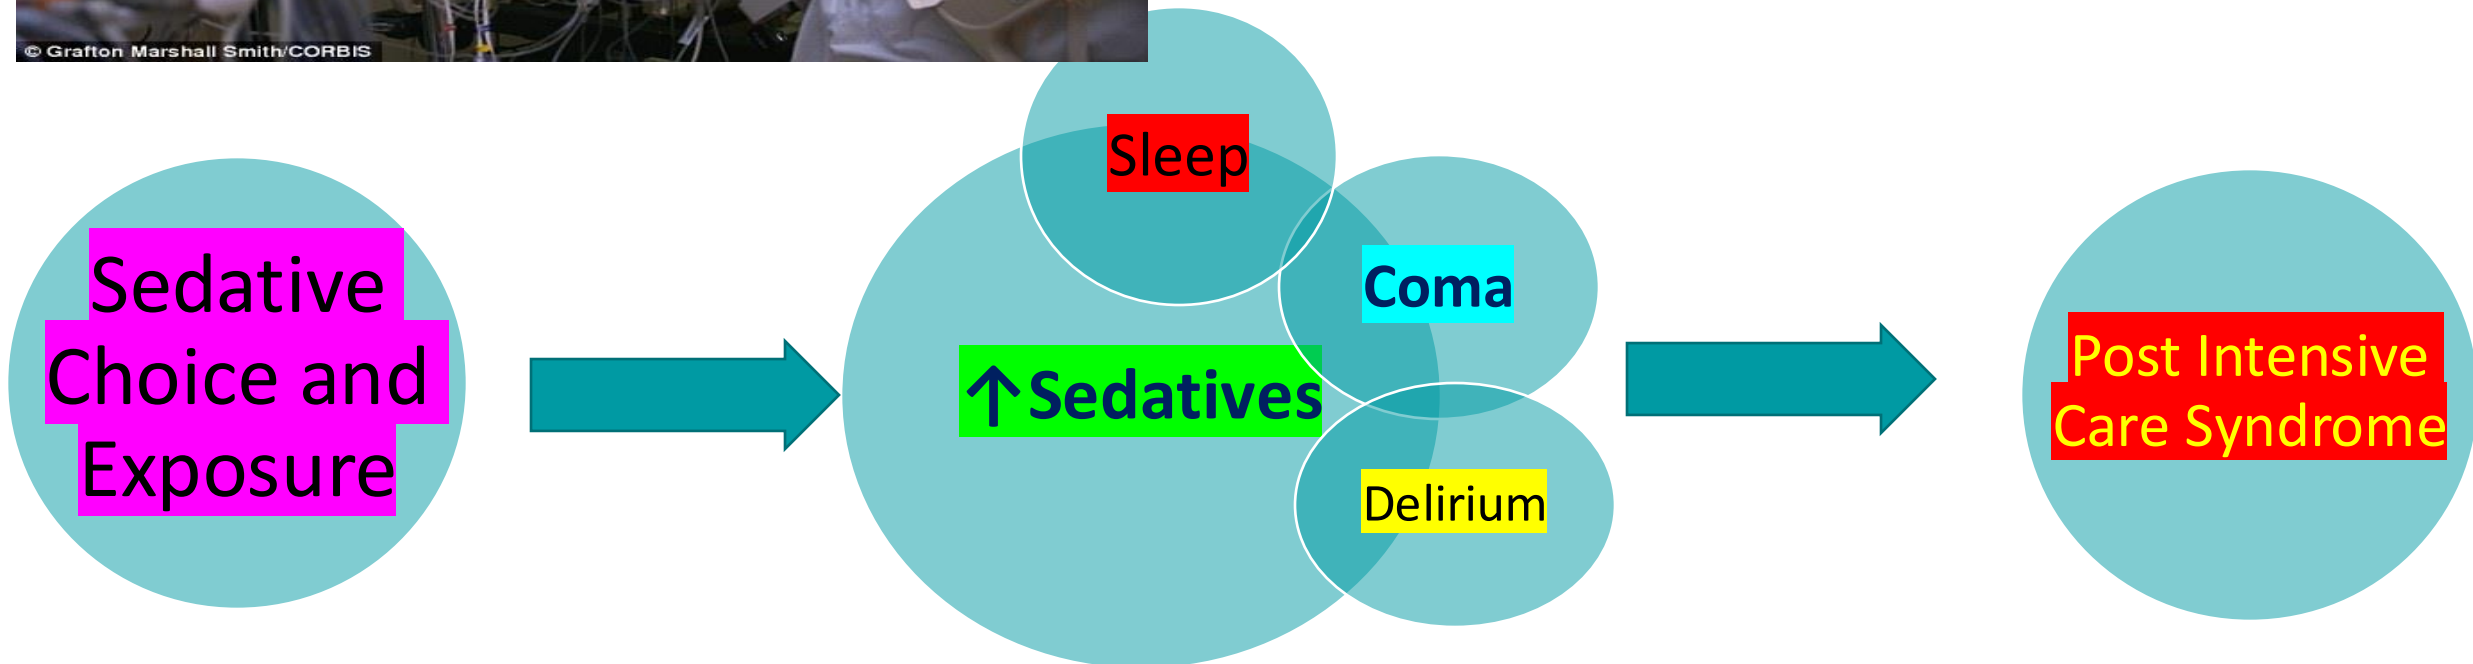 © Grafton Marshall Smith/CORBIS
Sedative
Choice and
Exposure
Sleep
Coma
↑Sedatives
Delirium
Post Intensive
Care Syndrome